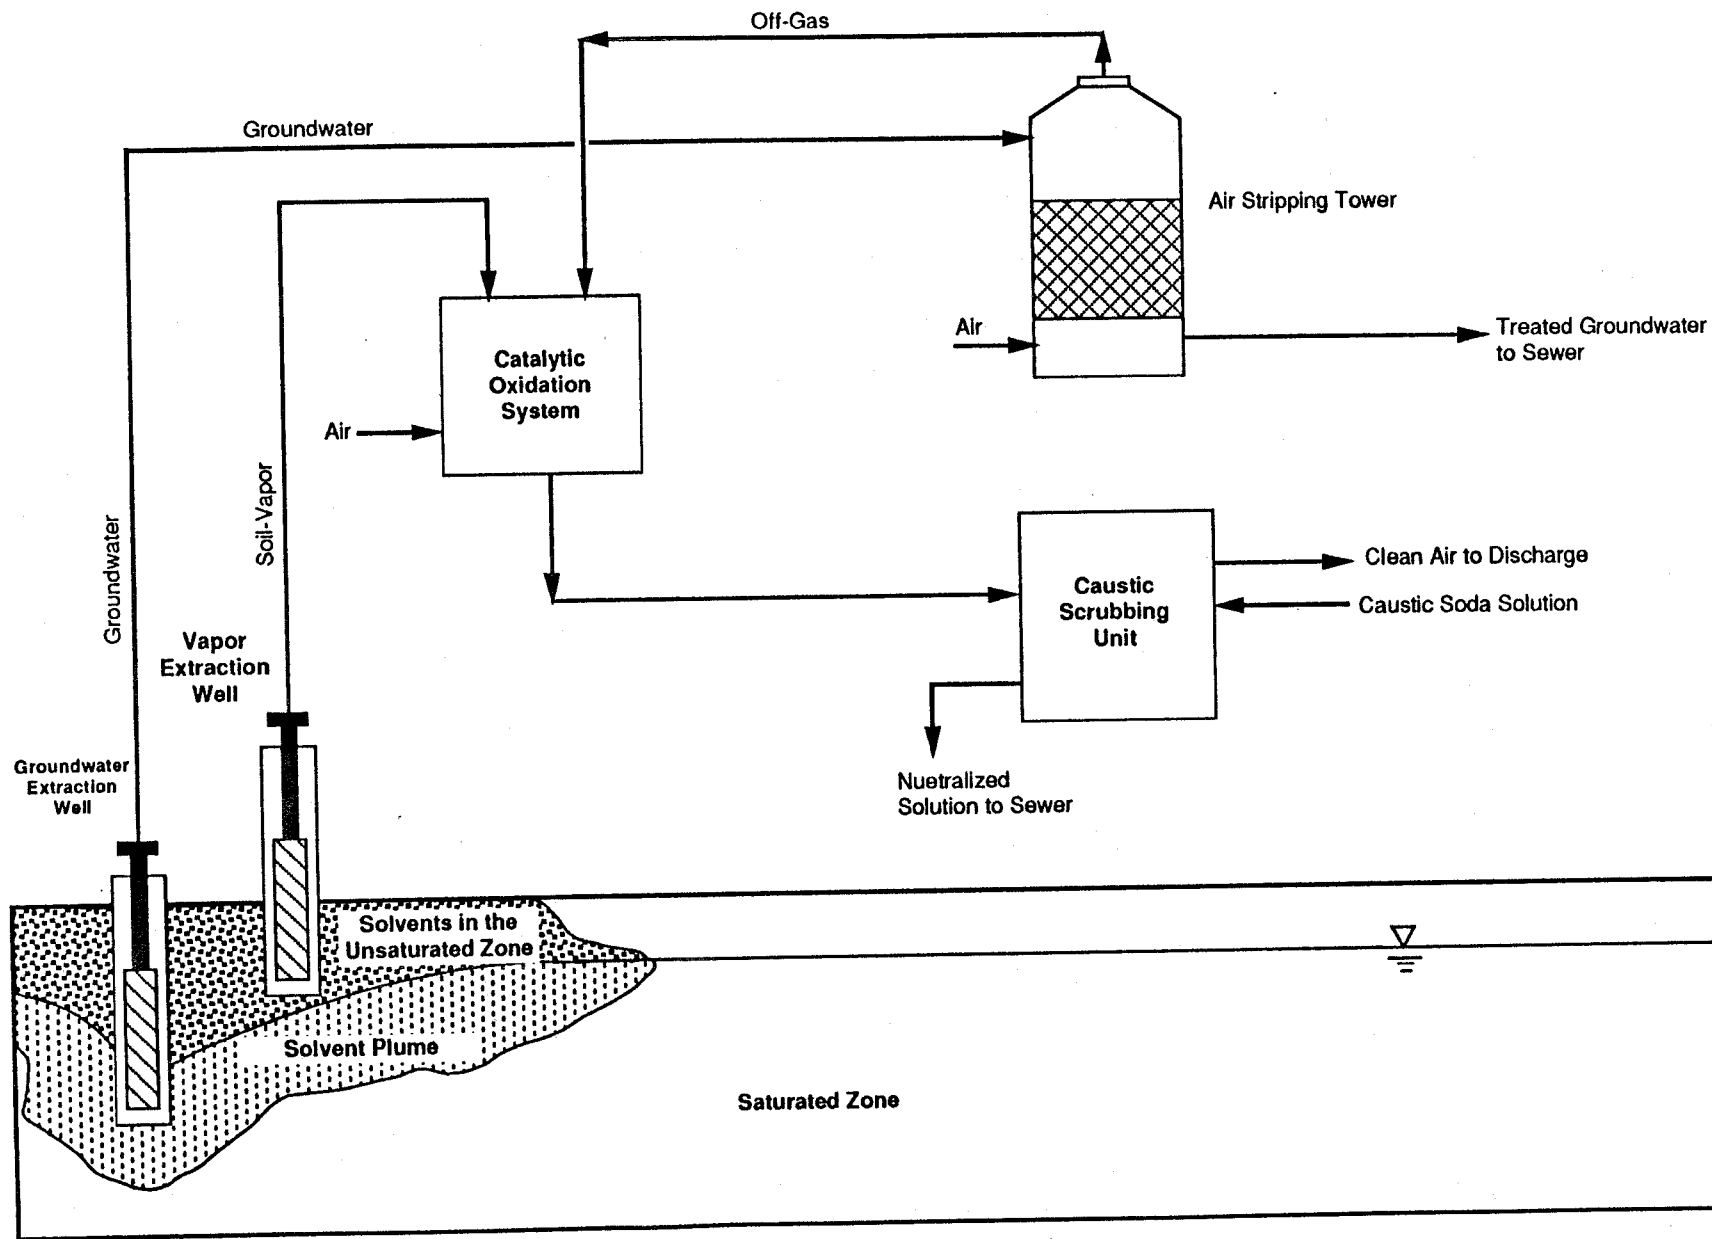 Off-Gas
Groundwater
Air Stripping Tower
Air
Treated Groundwater
to Sewer
Catalytic
Oxidation
System
Air
Soil-Vapor
Groundwater
Clean Air to Discharge
Caustic
Scrubbing
Unit
Caustic Soda Solution
Vapor
Extraction
Well
Groundwater
Extraction
Well
Nuetralized
Solution to Sewer
Solvents in the
Unsaturated Zone
Solvent Plume
Saturated Zone